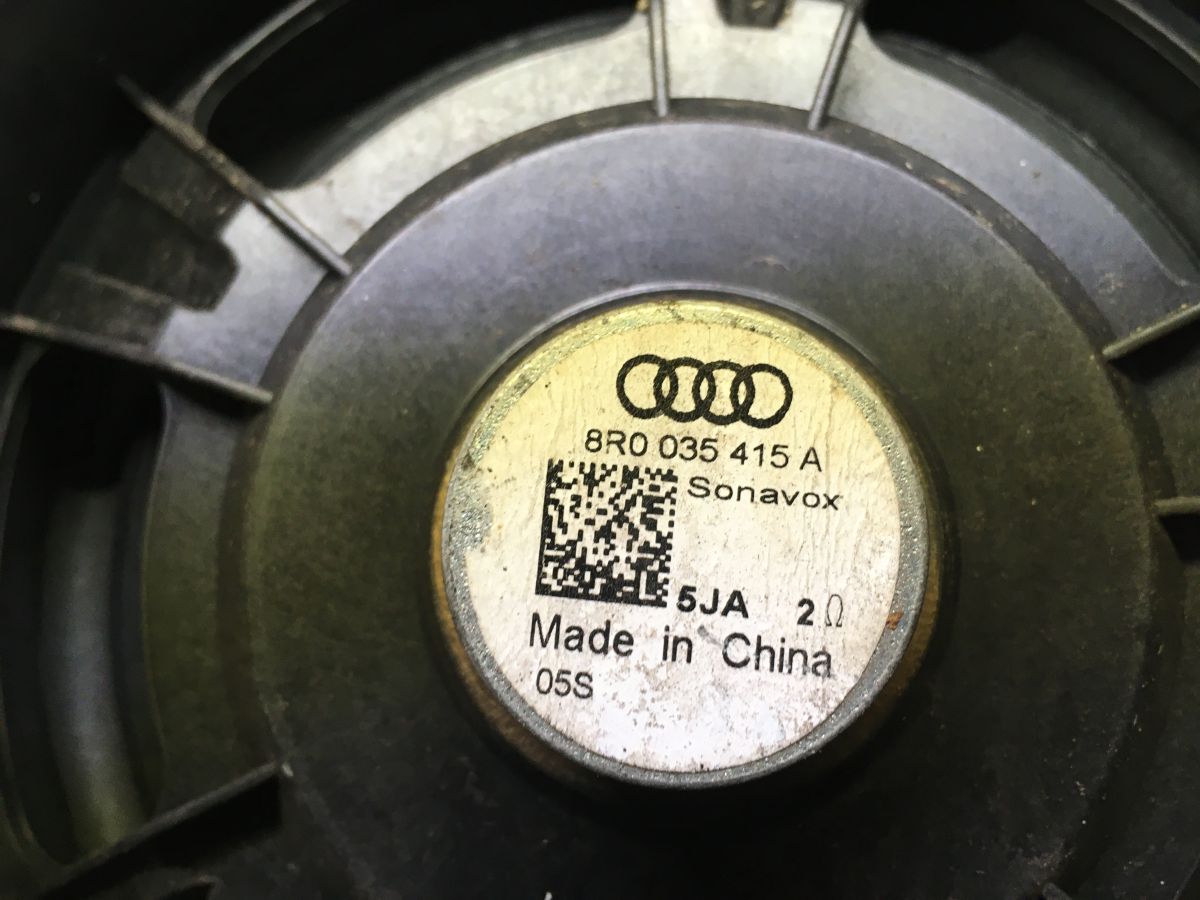 8R0 035 415 A
Sonavox
5JA 2Ω
Made in China
05S